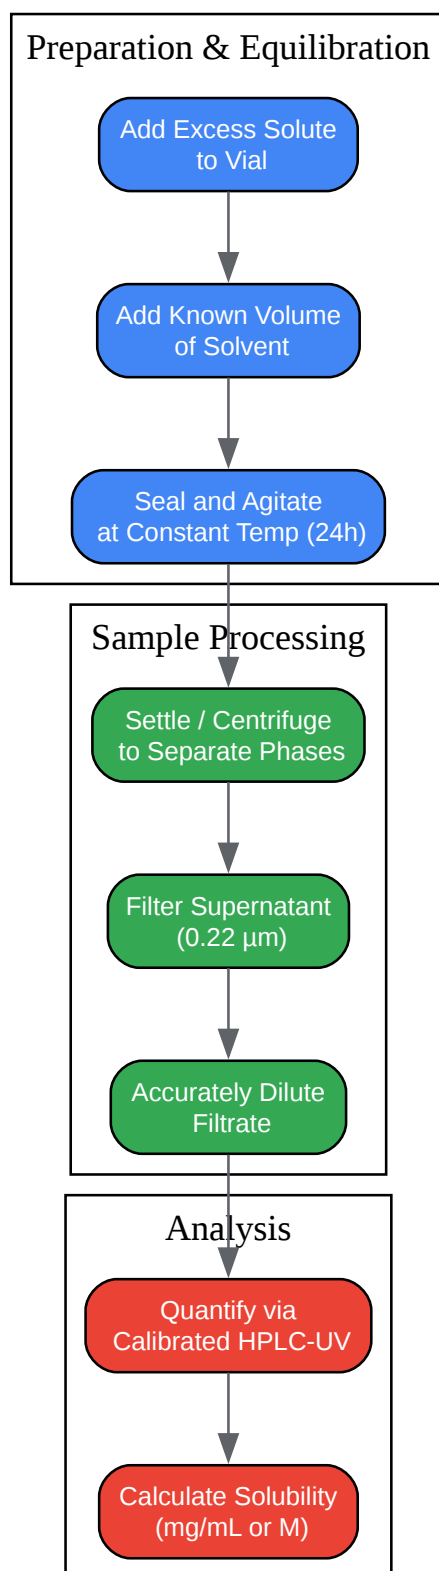 Preparation & Equilibration
Add Excess Solute
to Vial
Add Known Volume
of Solvent
Seal and Agitate
at Constant Temp (24h)
Sample Processing
Settle / Centrifuge
to Separate Phases
Filter Supernatant
(0.22 µm)
Accurately Dilute
Filtrate
Analysis
Quantify via
Calibrated HPLC-UV
Calculate Solubility
(mg/mL or M)